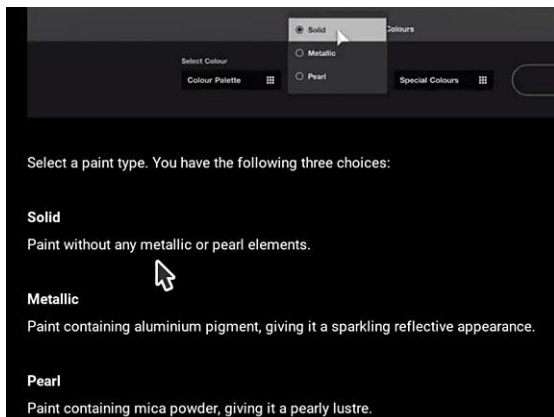 Solid
Colours
Metallic
Select Colour
Colour Palette
Pearl
Special Colours
Select a paint type. You have the following three choices:
Solid
Paint without any metallic or pearl elements.
Metallic
Paint containing aluminium pigment, giving it a sparkling reflective appearance.
Pearl
Paint containing mica powder, giving it a pearly lustre.